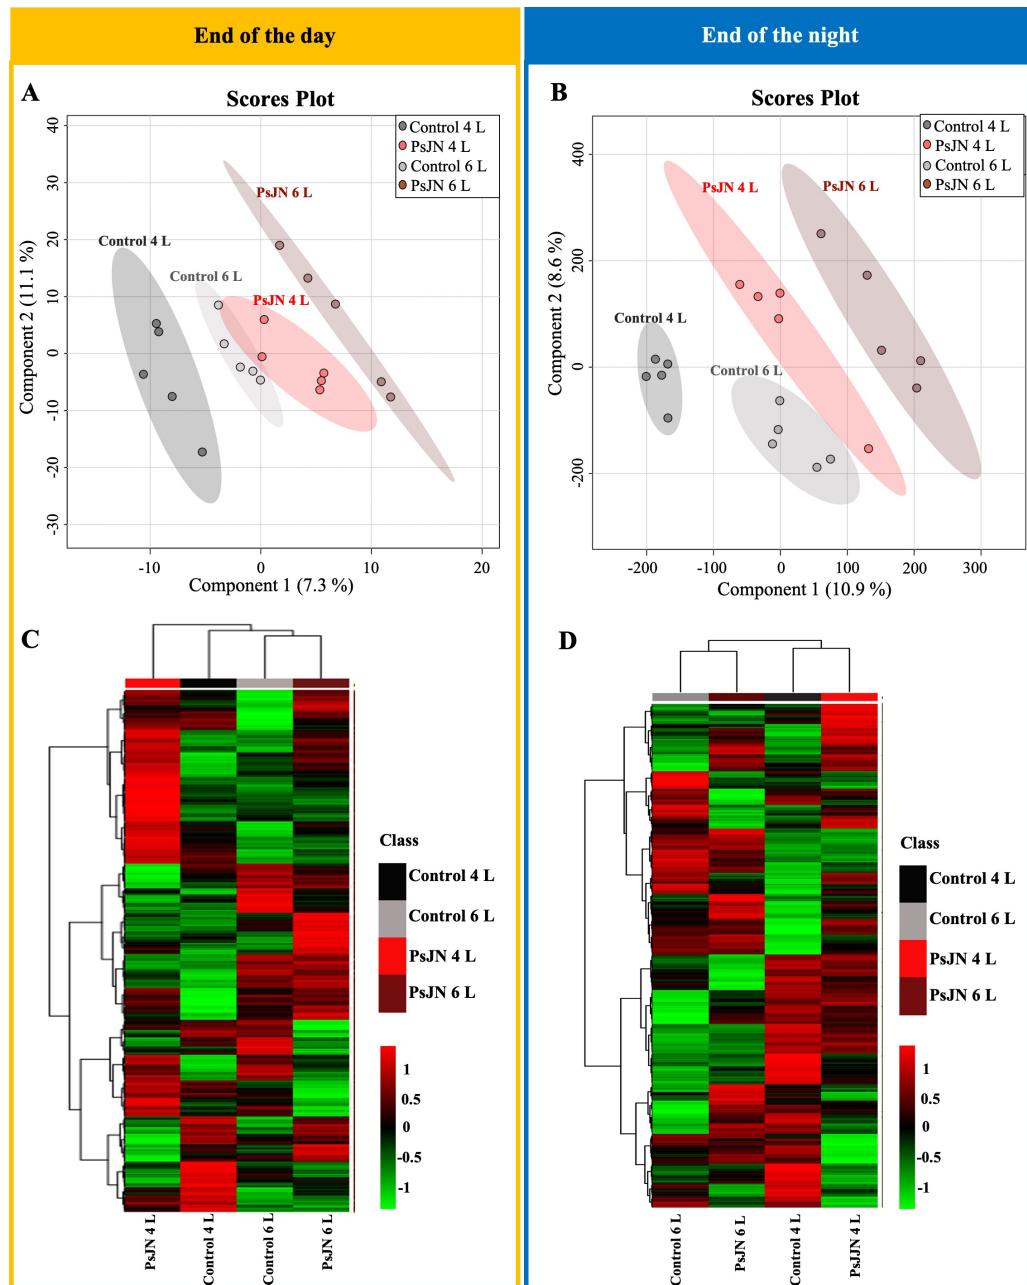 End of the day
End of the night
A
Scores Plot
Control 4 L
PsJN 4 L
Control 6 L
PsJN 6 L
40
30
20
10
0
-10
-20
-30
Component 2 (11.1 %)
PsJN 6 L
Control 4 L
Control 6 L
PsJN 4 L
-10
0
10
20
Component 1 (7.3 %)
B
Scores Plot
Control 4 L
PsJN 4 L
Control 6 L
PsJN 6 L
400
200
0
-200
Component 2 (8.6 %)
PsJN 4 L
PsJN 6 L
Control 4 L
Control 6 L
-200
-100
0
100
200
300
Component 1 (10.9 %)
C
Class
Control 4 L
Control 6 L
PsJN 4 L
PsJN 6 L
1
0.5
0
-0.5
-1
PsJN 4 L
Control 4 L
Control 6 L
PsJN 6 L
D
Class
Control 4 L
Control 6 L
PsJN 4 L
PsJN 6 L
1
0.5
0
-0.5
-1
Control 6 L
PsJN 6 L
Control 4 L
PsJJN 4 L